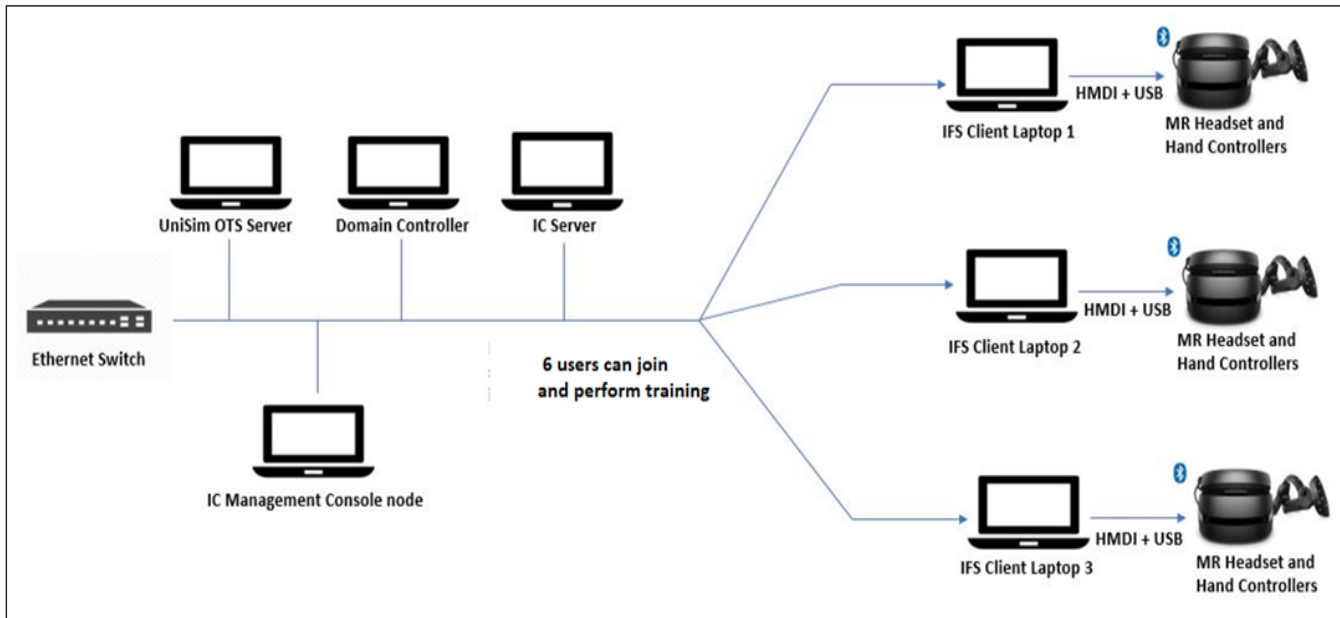 UniSim OTS Server
Domain Controller
IC Server
Ethernet Switch
IC Management Console node
6 users can join
and perform training
IFS Client Laptop 1
HMDI + USB
MR Headset and
Hand Controllers
IFS Client Laptop 2
HMDI + USB
MR Headset and
Hand Controllers
IFS Client Laptop 3
HMDI + USB
MR Headset and
Hand Controllers